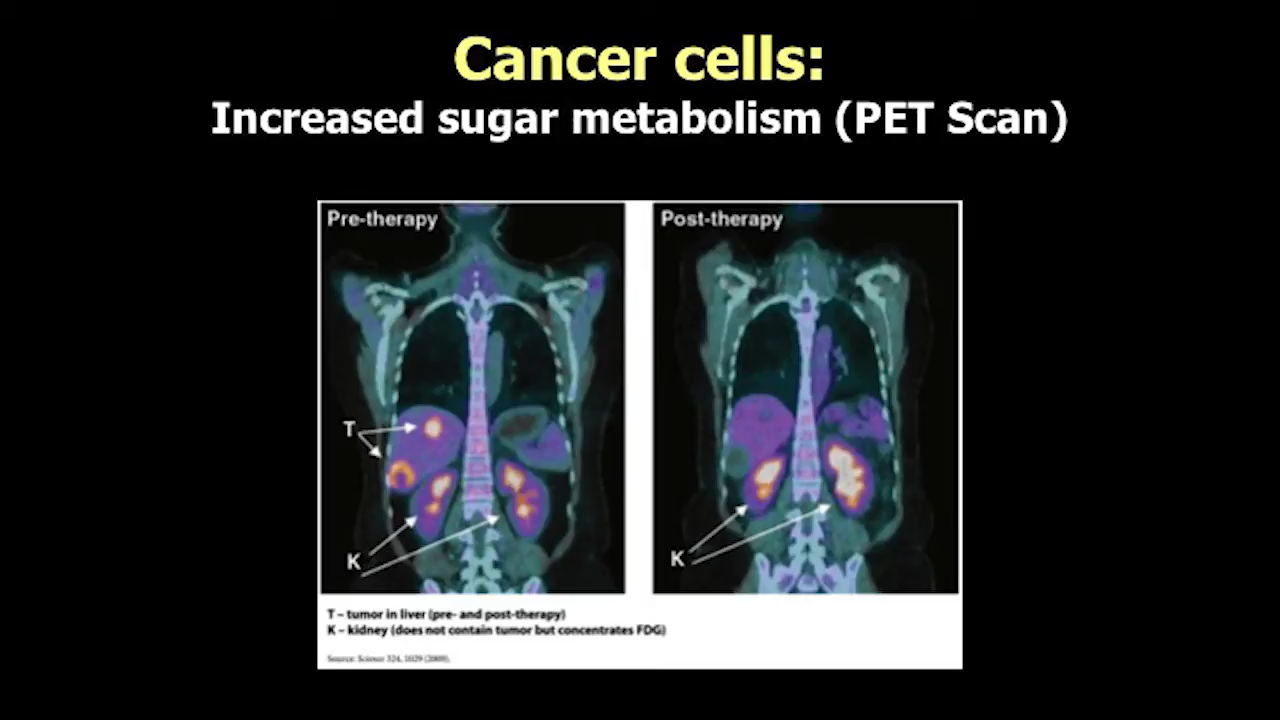 Cancer cells:
Increased sugar metabolism (PET Scan)
Pre-therapy
Post-therapy
T
K
K
T – tumor in liver (pre- and post-therapy)
K – kidney (does not contain tumor but concentrates FDG)
Source: Science 324, 1029 (2009).